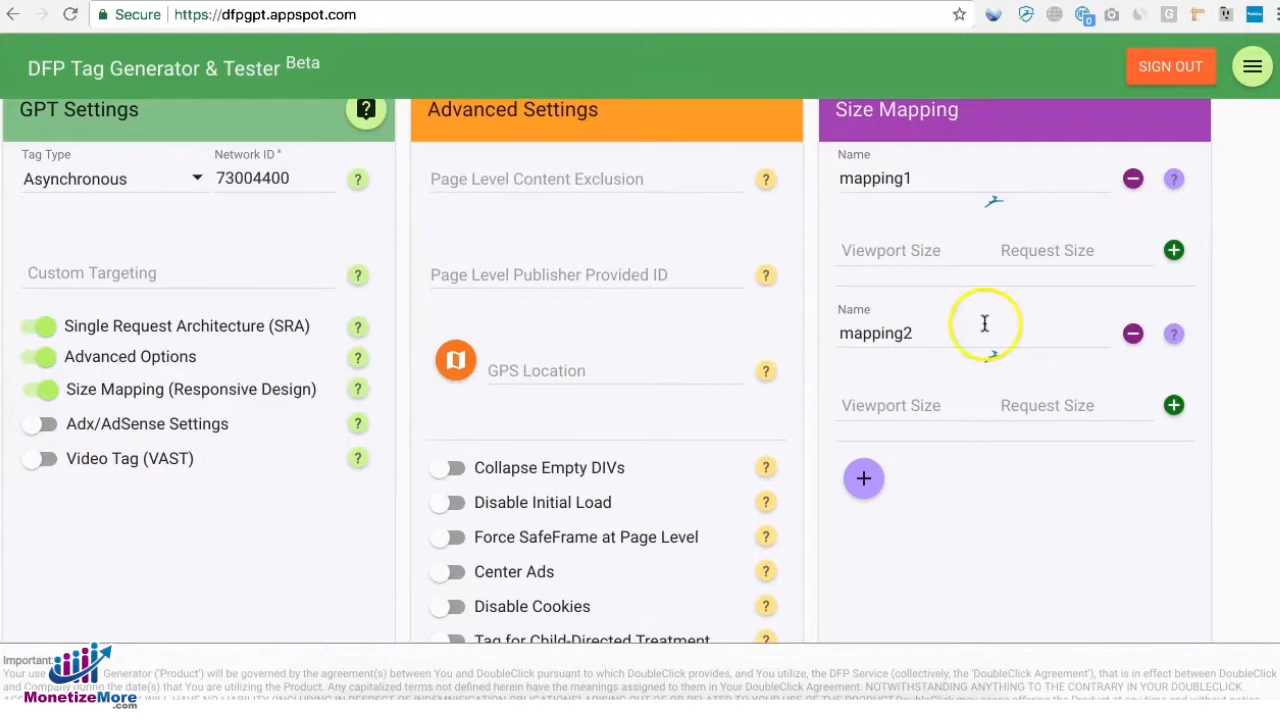 Secure https://dfpgpt.appspot.com
0
G
DFP Tag Generator & Tester Beta
SIGN OUT
GPT Settings
?
Tag Type
Network ID *
Asynchronous
73004400
?
Custom Targeting
?
Single Request Architecture (SRA)
?
Advanced Options
?
Size Mapping (Responsive Design)
?
Adx/AdSense Settings
?
Video Tag (VAST)
?
Advanced Settings
Page Level Content Exclusion
?
Page Level Publisher Provided ID
?
GPS Location
?
Collapse Empty DIVs
?
Disable Initial Load
?
Force SafeFrame at Page Level
?
Center Ads
?
Disable Cookies
?
Tag for Child-Directed Treatment
?
Size Mapping
Name
mapping1
?
Viewport Size Request Size
Name
mapping2
?
Viewport Size Request Size
Important:
Your use Generator ('Product') will be governed by the agreement(s) between You and DoubleClick pursuant to which DoubleClick provides, and You utilize, the DFP Service (collectively, the 'DoubleClick Agreement'), that is in effect between DoubleClick
and Company during the date(s) that You are utilizing the Product. Any capitalized terms not defined herein have the meanings assigned to them in Your DoubleClick Agreement. NOTWITHSTANDING ANYTHING TO THE CONTRARY IN YOUR DOUBLECLICK
MonetizeMore
.com